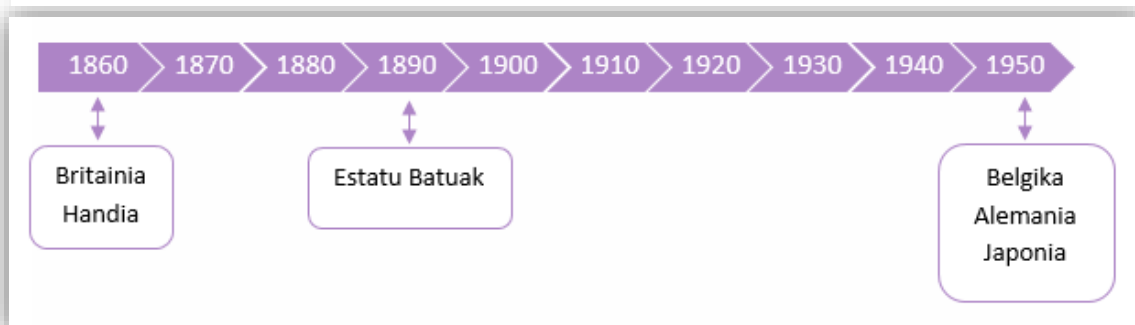 1860 1870 1880 1890 1900 1910 1920 1930 1940 1950
Britainia
Handia
Estatu Batuak
Belgika
Alemania
Japonia